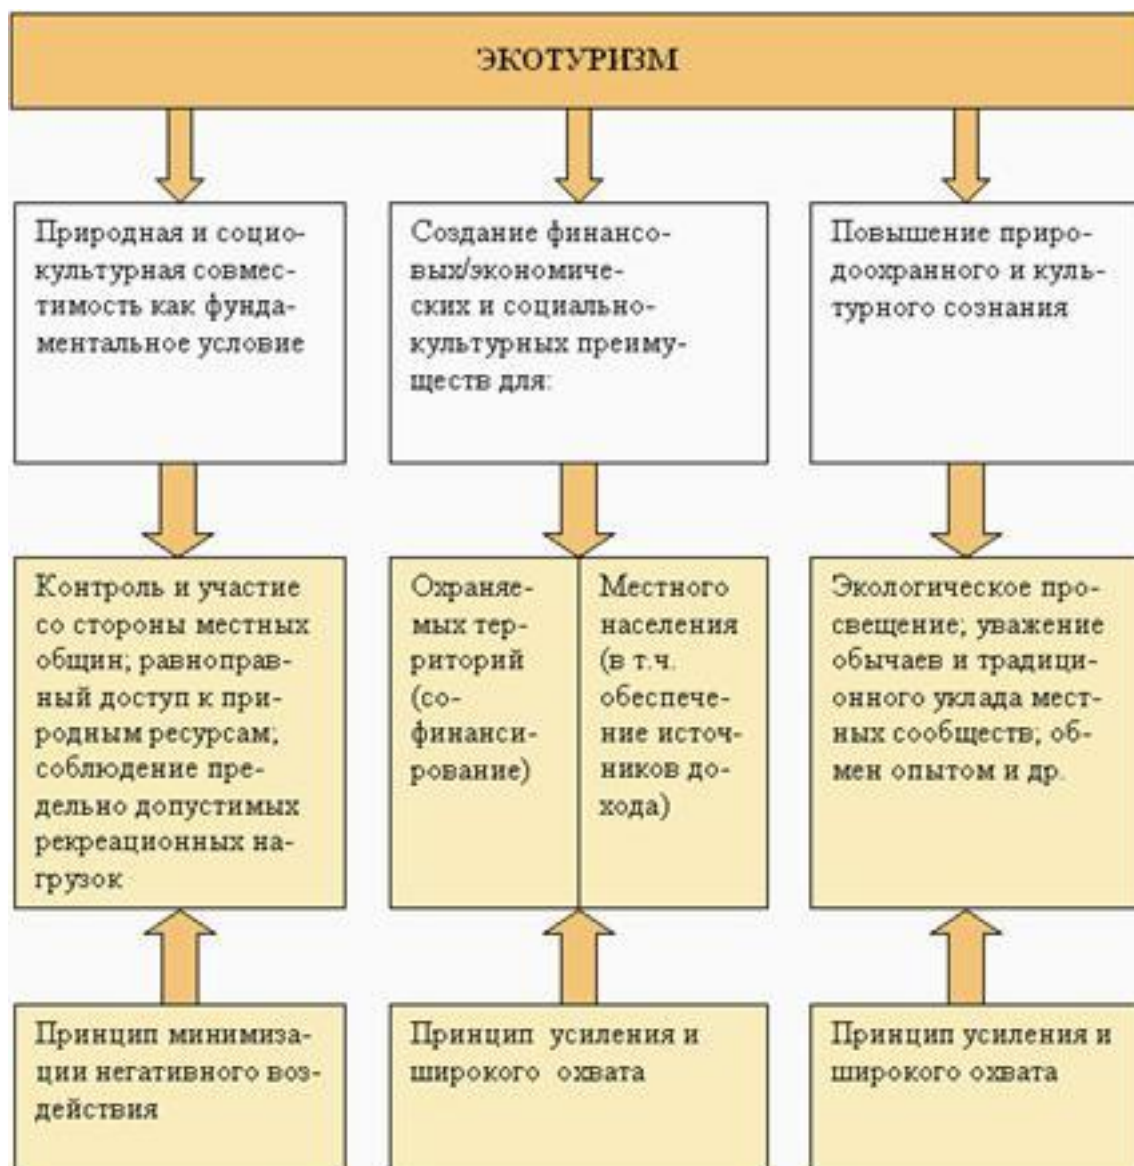 ЭКОТУРИЗМ
Природная и социо-
культурная совмес-
тимость как фунда-
ментальное условие
Создание финансо-
вых/экономиче-
ских и социально-
культурных преиму-
ществ для:
Повышение приро-
доохранного и куль-
турного сознания
Контроль и участие
со стороны местных
общин; равноправ-
ный доступ к при-
родным ресурсам;
соблюдение пре-
дельно допустимых
рекреационных на-
грузок
Охраняе-
мых тер-
риторий
(со-
финанси-
рование)
Местного
населения
(в т.ч.
обеспече-
ние источ-
ников до-
хода)
Экологическое про-
свещение; уважение
обычаев и традици-
онного уклада мест-
ных сообществ; об-
мен опытом и др.
Принцип минимиза-
ции негативного воз-
действия
Принцип усиления и
широкого охвата
Принцип усиления и
широкого охвата